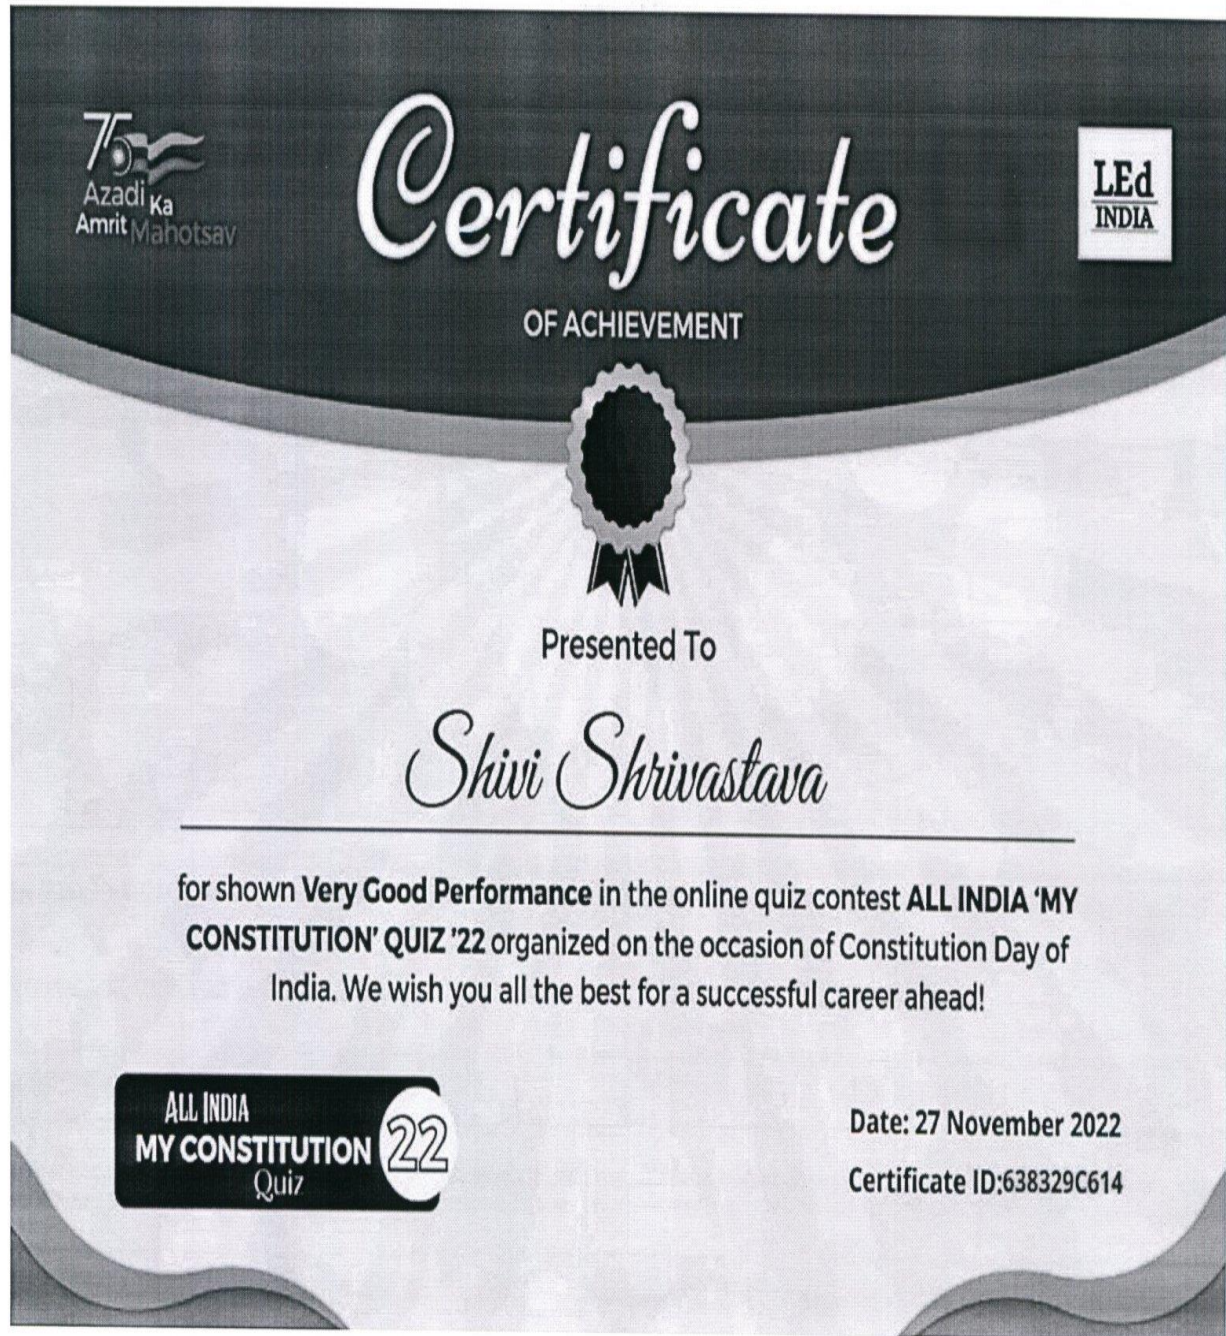 75
Azadi Ka
Amrit Mahotsav
Certificate
LEd
INDIA
OF ACHIEVEMENT
Presented To
Shivi Shrivastava
for shown Very Good Performance in the online quiz contest ALL INDIA ‘MY
CONSTITUTION’ QUIZ ’22 organized on the occasion of Constitution Day of
India. We wish you all the best for a successful career ahead!
ALL INDIA
MY CONSTITUTION 22
Quiz
Date: 27 November 2022
Certificate ID:638329C614